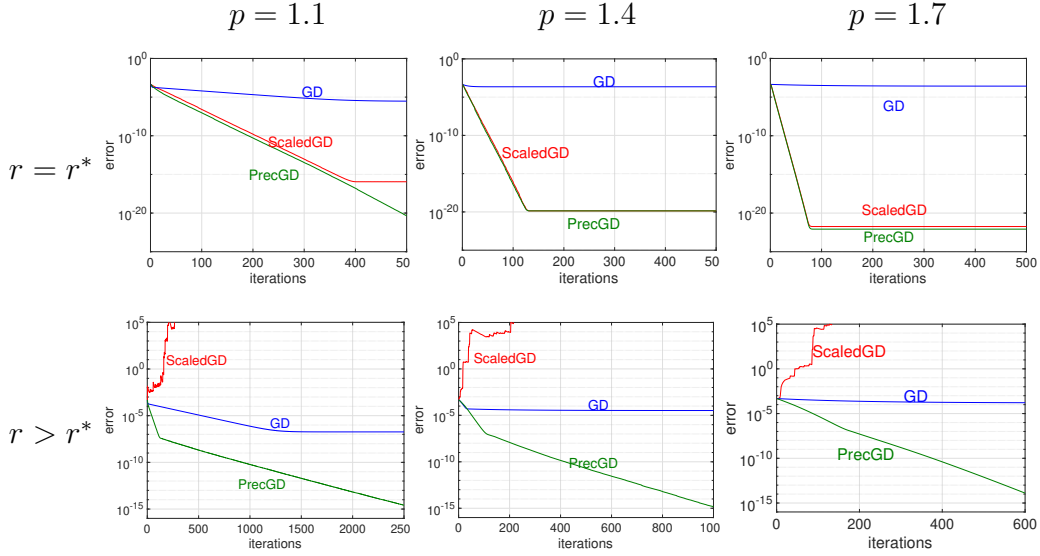 p = 1.1
p = 1.4
p = 1.7
r = r*
error
10^0
10^-10
10^-20
GD
ScaledGD
PrecGD
0 100 200 300 400 50
iterations
error
10^0
10^-10
10^-20
GD
ScaledGD
PrecGD
0 100 200 300 400 50
iterations
error
10^0
10^-10
10^-20
GD
ScaledGD
PrecGD
0 100 200 300 400 500
iterations
r > r*
error
10^5
10^0
10^-5
10^-10
10^-15
ScaledGD
GD
PrecGD
0 500 1000 1500 2000 250
iterations
error
10^5
10^0
10^-5
10^-10
10^-15
ScaledGD
GD
PrecGD
0 200 400 600 800 100
iterations
error
10^5
10^0
10^-5
10^-10
10^-15
ScaledGD
GD
PrecGD
0 200 400 600
iterations